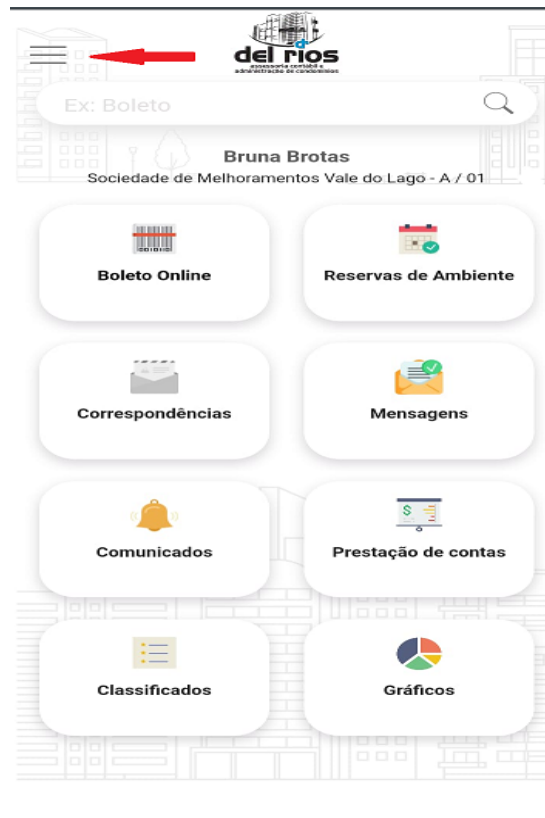 del rios
assessoria contábil e
administração de condomínios
Ex: Boleto
Bruna Brotas
Sociedade de Melhoramentos Vale do Lago - A / 01
Boleto Online
Reservas de Ambiente
Correspondências
Mensagens
Comunicados
Prestação de contas
Classificados
Gráficos